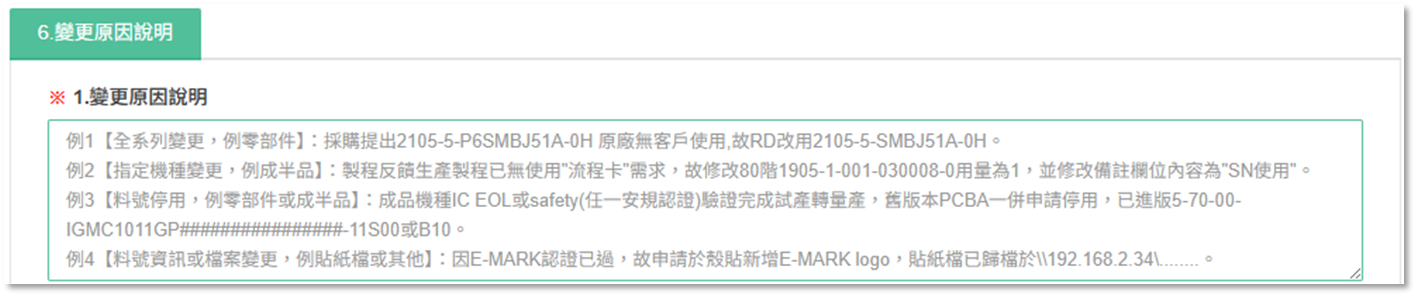 6.變更原因說明
※ 1.變更原因說明
例1【全系列變更，例零部件】：採購提出2105-5-P6SMBJ51A-0H 原廠無客戶使用,故RD改用2105-5-SMBJ51A-0H。
例2【指定機種變更，例成半品】：製程反饋生產製程已無使用"流程卡"需求，故修改80階1905-1-001-030008-0用量為1，並修改備註欄位內容為"SN使用"。
例3【料號停用，例零部件或成半品】：成品機種IC EOL或safety(任一安規認證)驗證完成試產轉量產，舊版本PCBA一併申請停用，已進版5-70-00-
IGMC1011GP################-11S00或B10。
例4【料號資訊或檔案變更，例貼紙檔或其他】：因E-MARK認證已過，故申請於殼貼新增E-MARK logo，貼紙檔已歸檔於\\192.168.2.34\........。